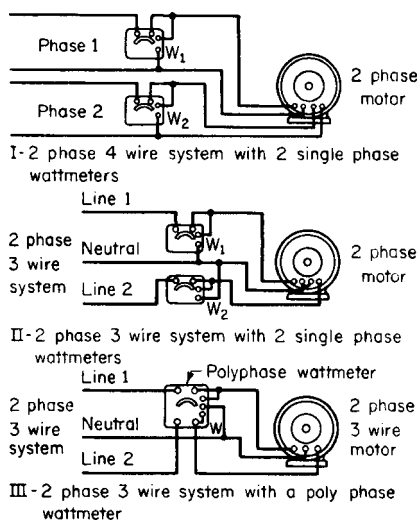 Phase 1
W1
2 phase
motor
Phase 2
W2
I-2 phase 4 wire system with 2 single phase
wattmeters
Line 1
2 phase
3 wire
system
Neutral
W1
2 phase
motor
Line 2
W2
II-2 phase 3 wire system with 2 single phase
wattmeters
Polyphase wattmeter
Line 1
2 phase
3 wire
system
Neutral
W
2 phase
3 wire
motor
Line 2
III-2 phase 3 wire system with a poly phase
wattmeter